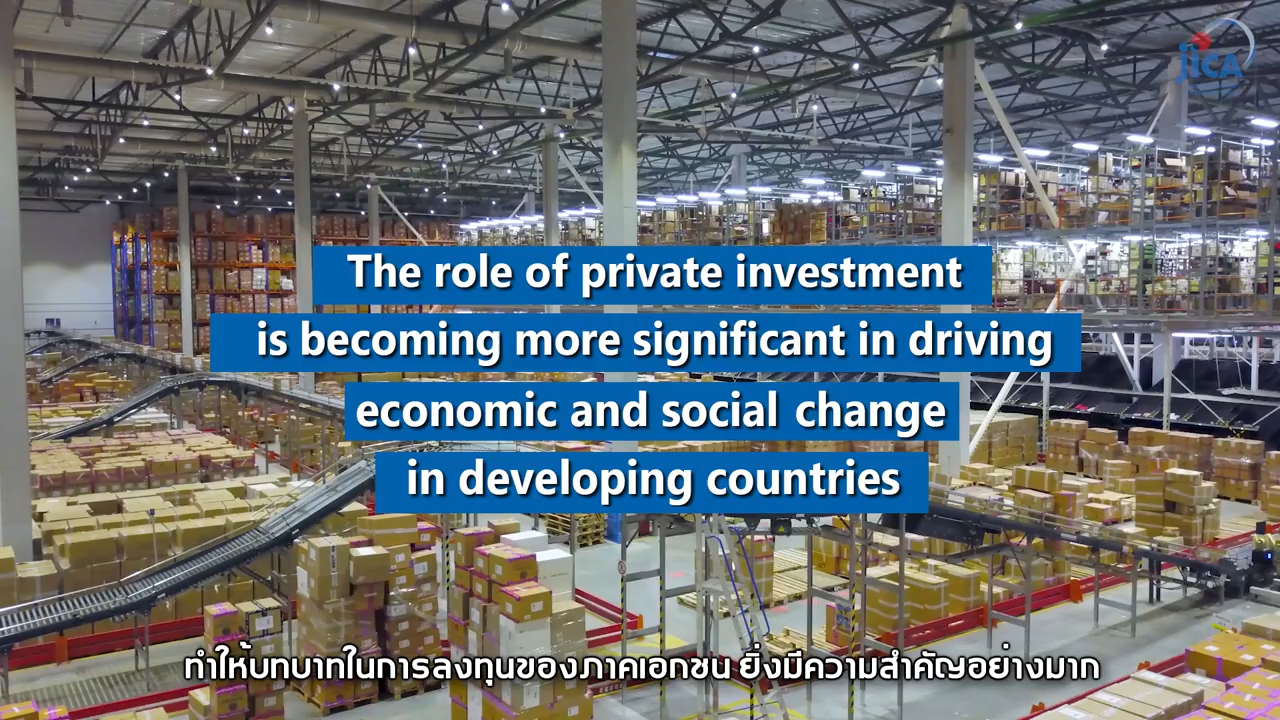 JICA
The role of private investment
is becoming more significant in driving
economic and social change
in developing countries
ทำให้บทบาทในการลงทุนของภาคเอกชน ยิ่งมีความสำคัญอย่างมาก